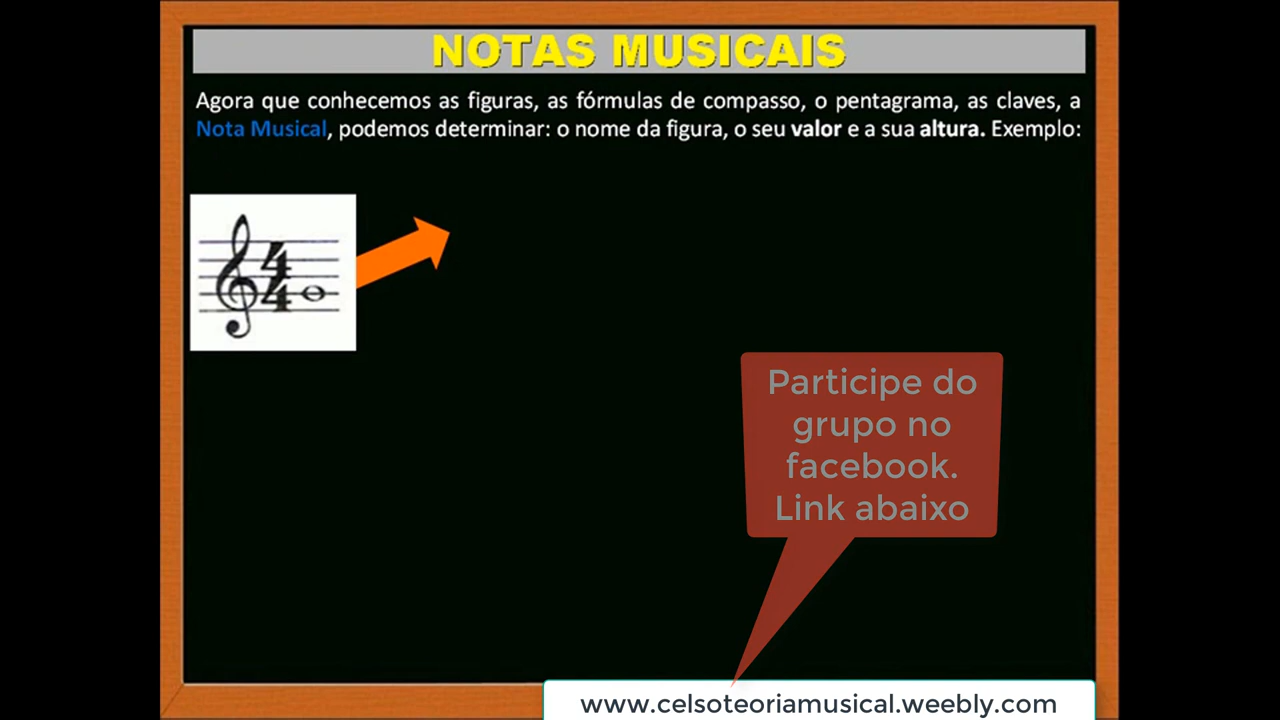 NOTAS MUSICAIS
Agora que conhecemos as figuras, as fórmulas de compasso, o pentagrama, as claves, a
Nota Musical, podemos determinar: o nome da figura, o seu valor e a sua altura. Exemplo:
4
4
Participe do
grupo no
facebook.
Link abaixo
www.celsoteoriamusical.weebly.com